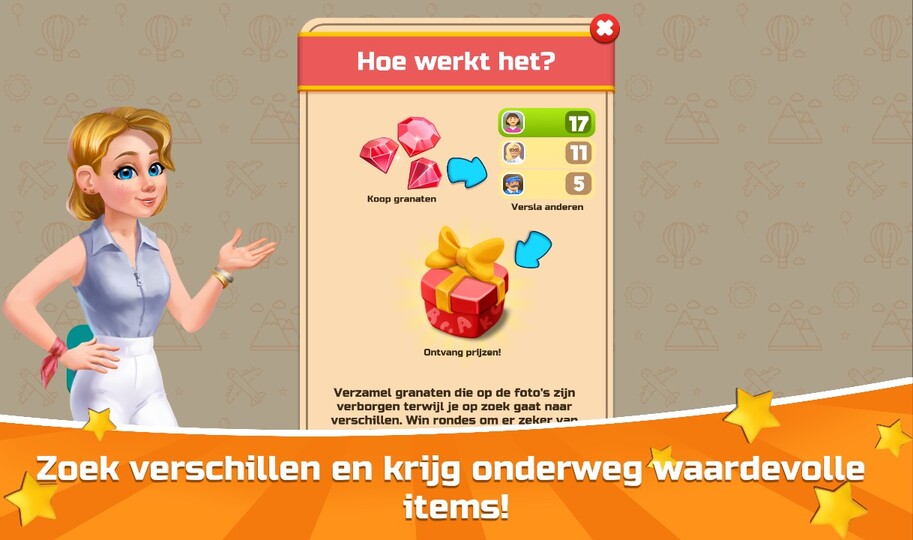 Hoe werkt het?
17
11
5
Koop granaten
Versla anderen
Ontvang prijzen!
Verzamel granaten die op de foto's zijn
verborgen terwijl je op zoek gaat naar
verschillen. Win rondes om er zeker van
Zoek verschillen en krijg onderweg waardevolle
items!